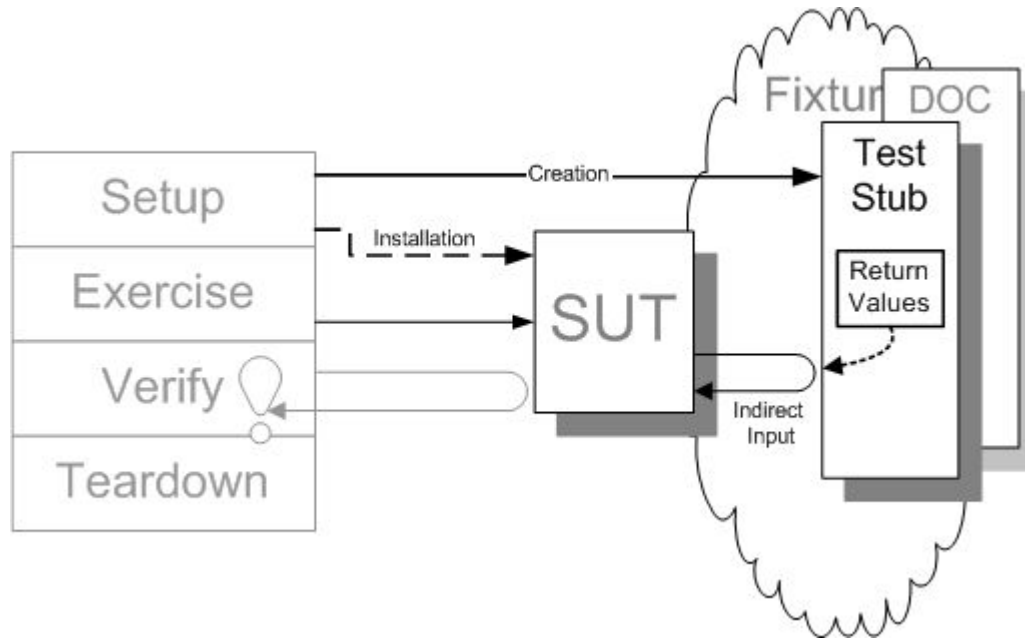 Fixtur
DOC
Test
Stub
Setup
Creation
Installation
Exercise
SUT
Return
Values
Verify
Indirect
Input
Teardown